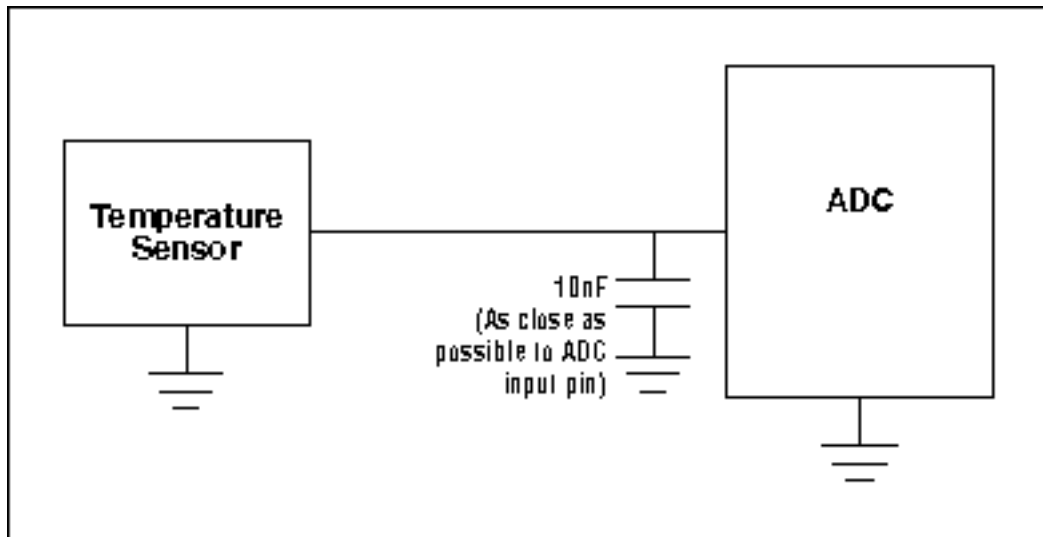 Temperature
Sensor
ADC
10nF
(As close as
possible to ADC
input pin)